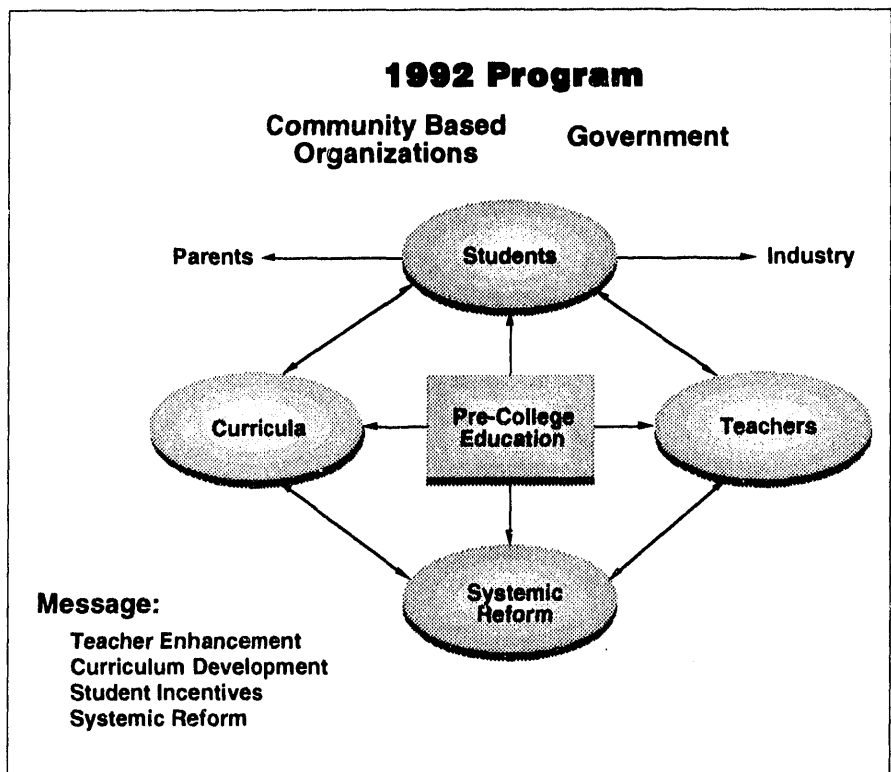 1992 Program
Community Based
Organizations
Government
Students
Parents
Industry
Curricula
Pre-College
Education
Teachers
Systemic
Reform
Message:
Teacher Enhancement
Curriculum Development
Student Incentives
Systemic Reform